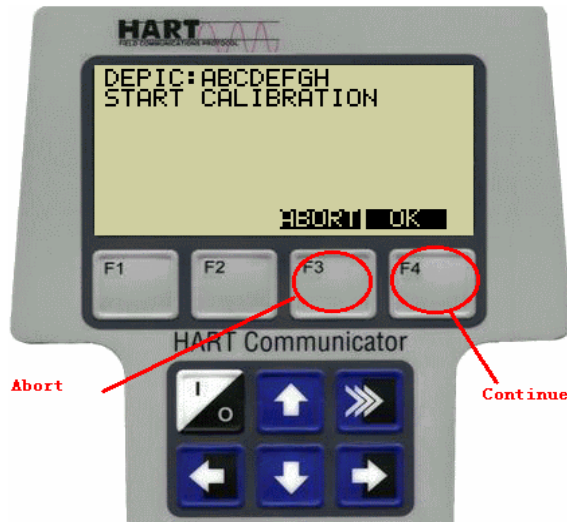 HART
FIELD COMMUNICATIONS PROTOCOL
DEPIC:ABCDEFGH
START CALIBRATION
ABORT OK
F1 F2 F3 F4
HART Communicator
Abort
Continue
I
O